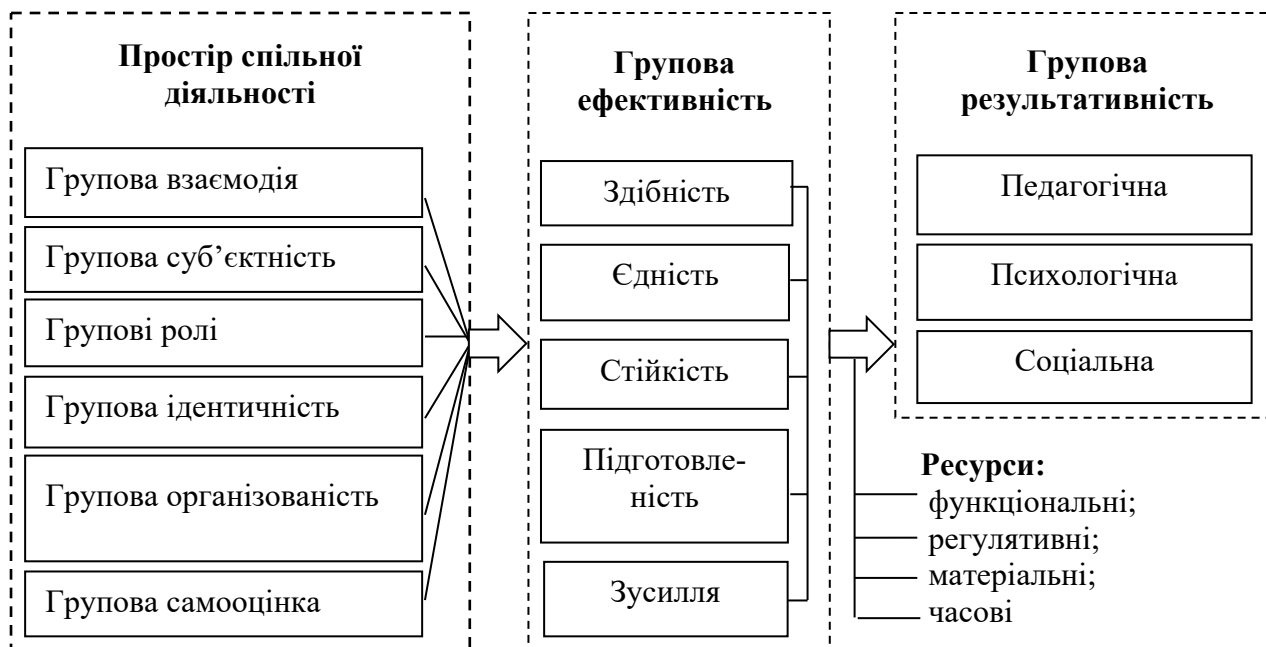 Простір спільної
діяльності
Групова взаємодія
Групова суб’єктність
Групові ролі
Групова ідентичність
Групова організованість
Групова самооцінка
Групова
ефективність
Здібність
Єдність
Стійкість
Підготовле-
ність
Зусилля
Групова
результативність
Педагогічна
Психологічна
Соціальна
Ресурси:
функціональні;
регулятивні;
матеріальні;
часові